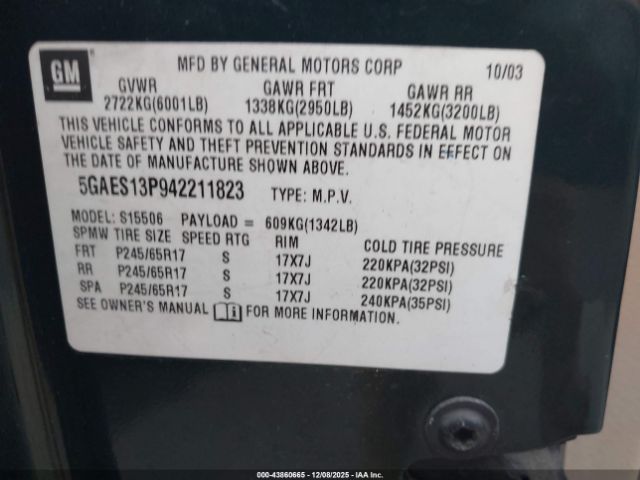 GM
MFD BY GENERAL MOTORS CORP 10/03
GVWR GAWR FRT GAWR RR
2722KG(6001LB) 1338KG(2950LB) 1452KG(3200LB)
THIS VEHICLE CONFORMS TO ALL APPLICABLE U.S. FEDERAL MOTOR
VEHICLE SAFETY AND THEFT PREVENTION STANDARDS IN EFFECT ON
THE DATE OF MANUFACTURE SHOWN ABOVE.
5GAES13P942211823 TYPE: M.P.V.
MODEL: S15506 PAYLOAD = 609KG(1342LB)
SPMW TIRE SIZE SPEED RTG RIM COLD TIRE PRESSURE
FRT P245/65R17 S 17X7J 220KPA(32PSI)
RR P245/65R17 S 17X7J 220KPA(32PSI)
SPA P245/65R17 S 17X7J 240KPA(35PSI)
SEE OWNER'S MANUAL FOR MORE INFORMATION.
000-43860665 - 12/08/2025 - IAA Inc.